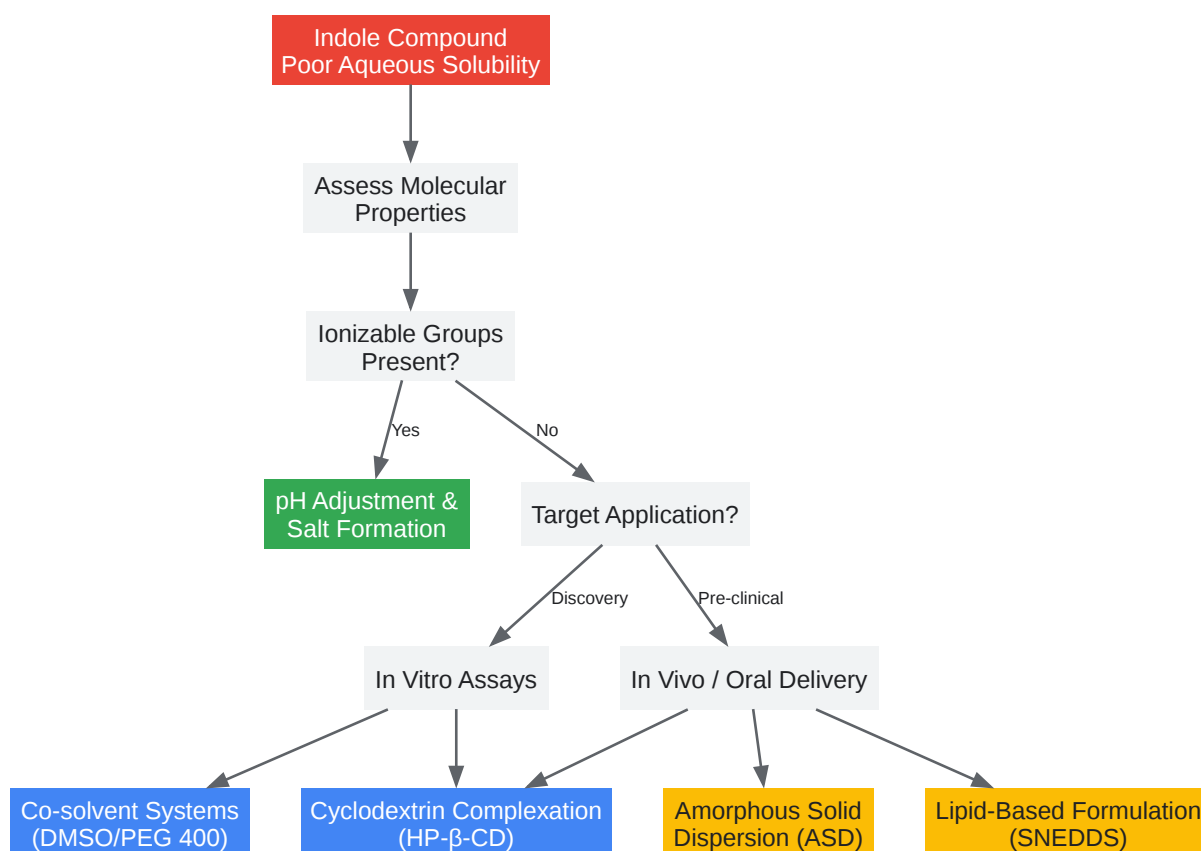 Indole Compound
Poor Aqueous Solubility
Assess Molecular
Properties
Ionizable Groups
Present?
Yes
No
pH Adjustment &
Salt Formation
Target Application?
Discovery
Pre-clinical
In Vitro Assays
In Vivo / Oral Delivery
Co-solvent Systems
(DMSO/PEG 400)
Cyclodextrin Complexation
(HP-β-CD)
Amorphous Solid
Dispersion (ASD)
Lipid-Based Formulation
(SNEDDS)